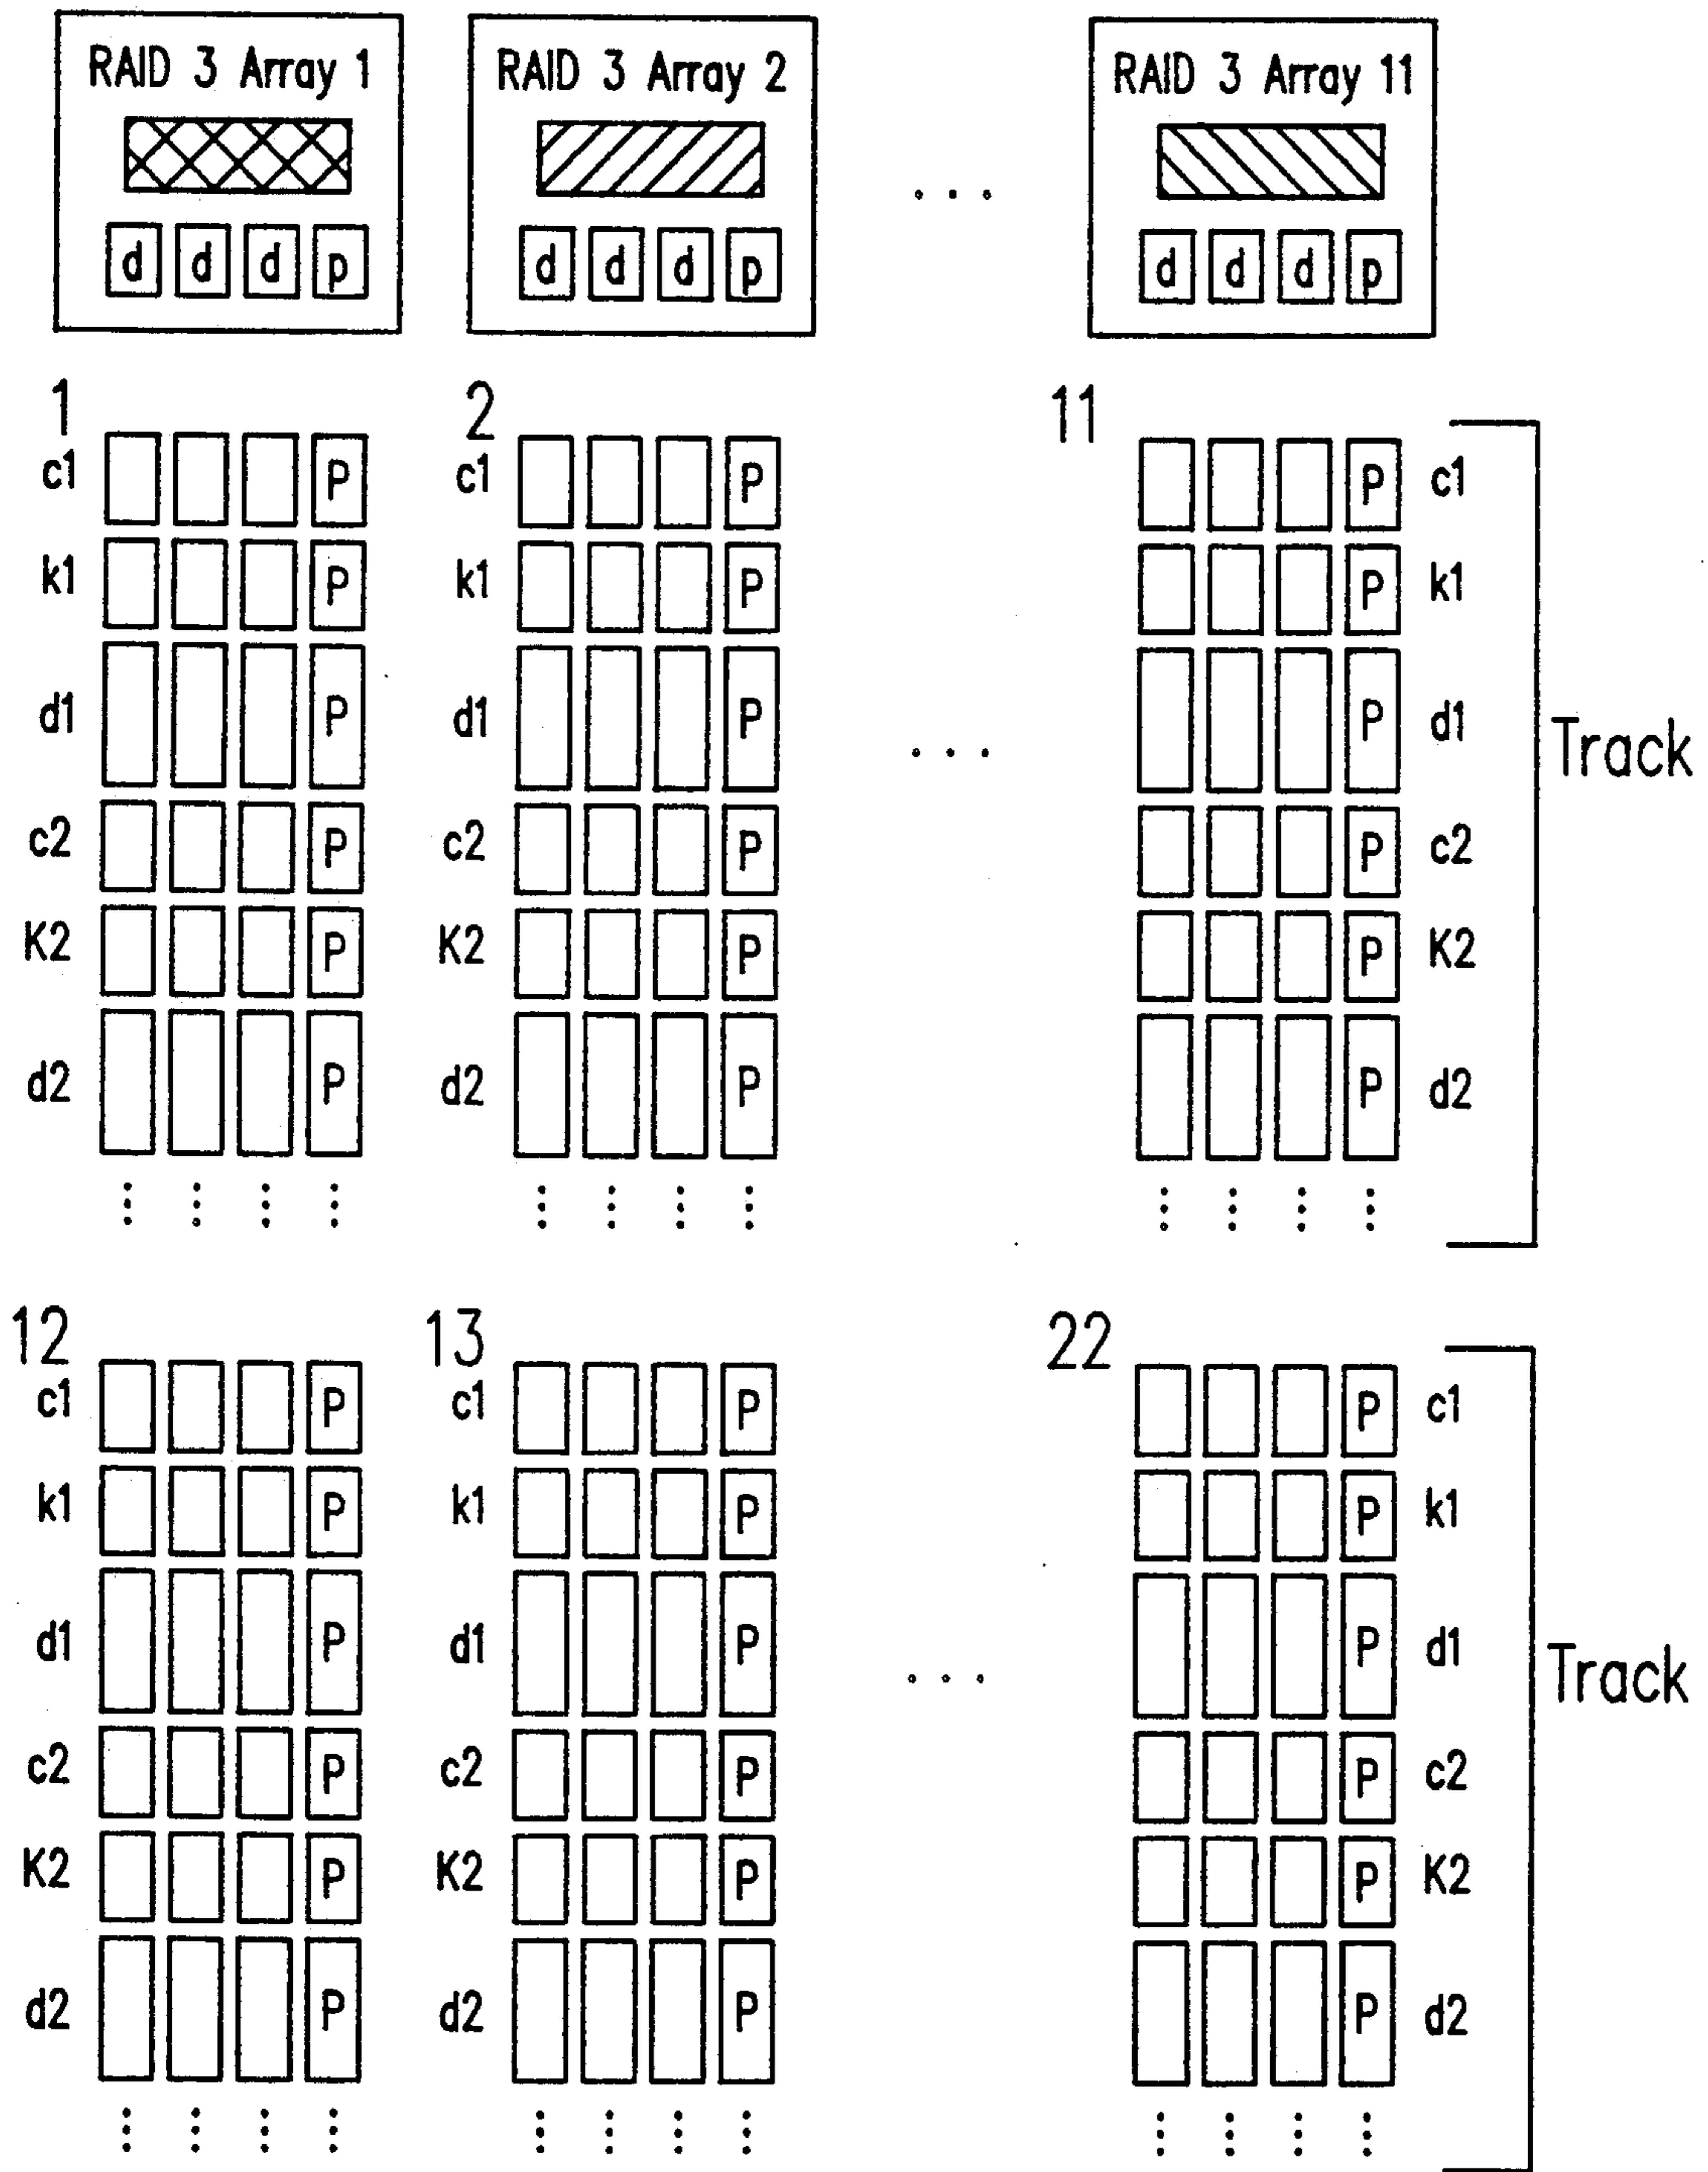 RAID 3 Array 1 RAID 3 Array 2 ... RAID 3 Array 11
d d d p d d d p d d d p
1 2 11
c1 P c1 P P c1
k1 P k1 P P k1
d1 P d1 P ... P d1 Track
c2 P c2 P P c2
K2 P K2 P P K2
d2 P d2 P P d2
12 13 22
c1 P c1 P P c1
k1 P k1 P P k1
d1 P d1 P ... P d1 Track
c2 P c2 P P c2
K2 P K2 P P K2
d2 P d2 P P d2